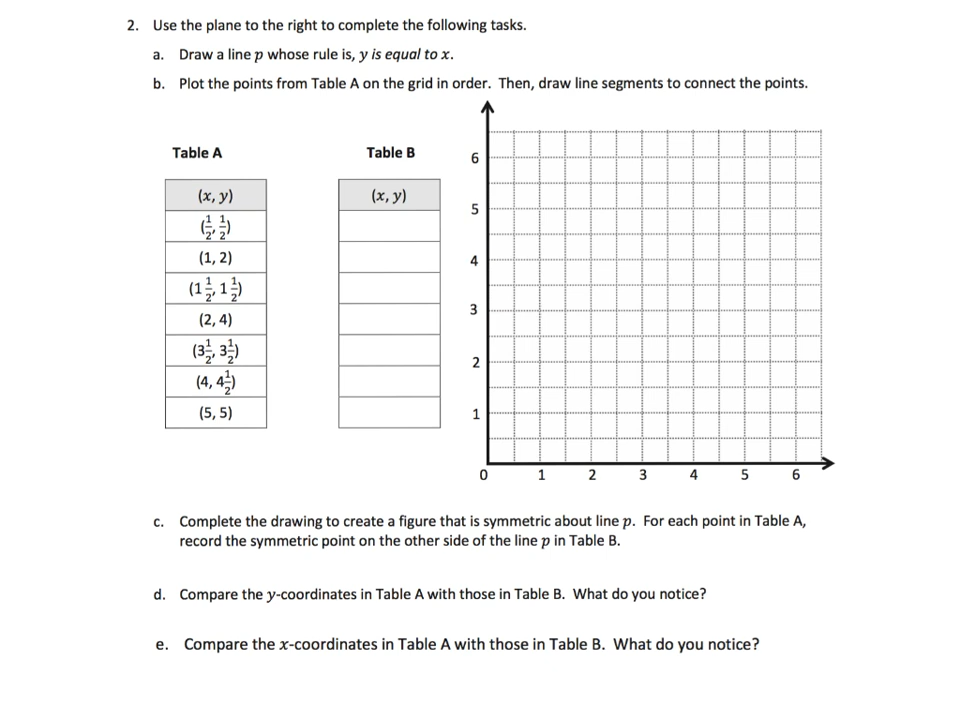 2. Use the plane to the right to complete the following tasks.
a. Draw a line p whose rule is, y is equal to x.
b. Plot the points from Table A on the grid in order. Then, draw line segments to connect the points.
Table A
(x, y)
(1/2, 1/2)
(1, 2)
(1 1/2, 1 1/2)
(2, 4)
(3 1/2, 3 1/2)
(4, 4 1/2)
(5, 5)
Table B
(x, y)
6
5
4
3
2
1
0 1 2 3 4 5 6
c. Complete the drawing to create a figure that is symmetric about line p. For each point in Table A,
record the symmetric point on the other side of the line p in Table B.
d. Compare the y-coordinates in Table A with those in Table B. What do you notice?
e. Compare the x-coordinates in Table A with those in Table B. What do you notice?